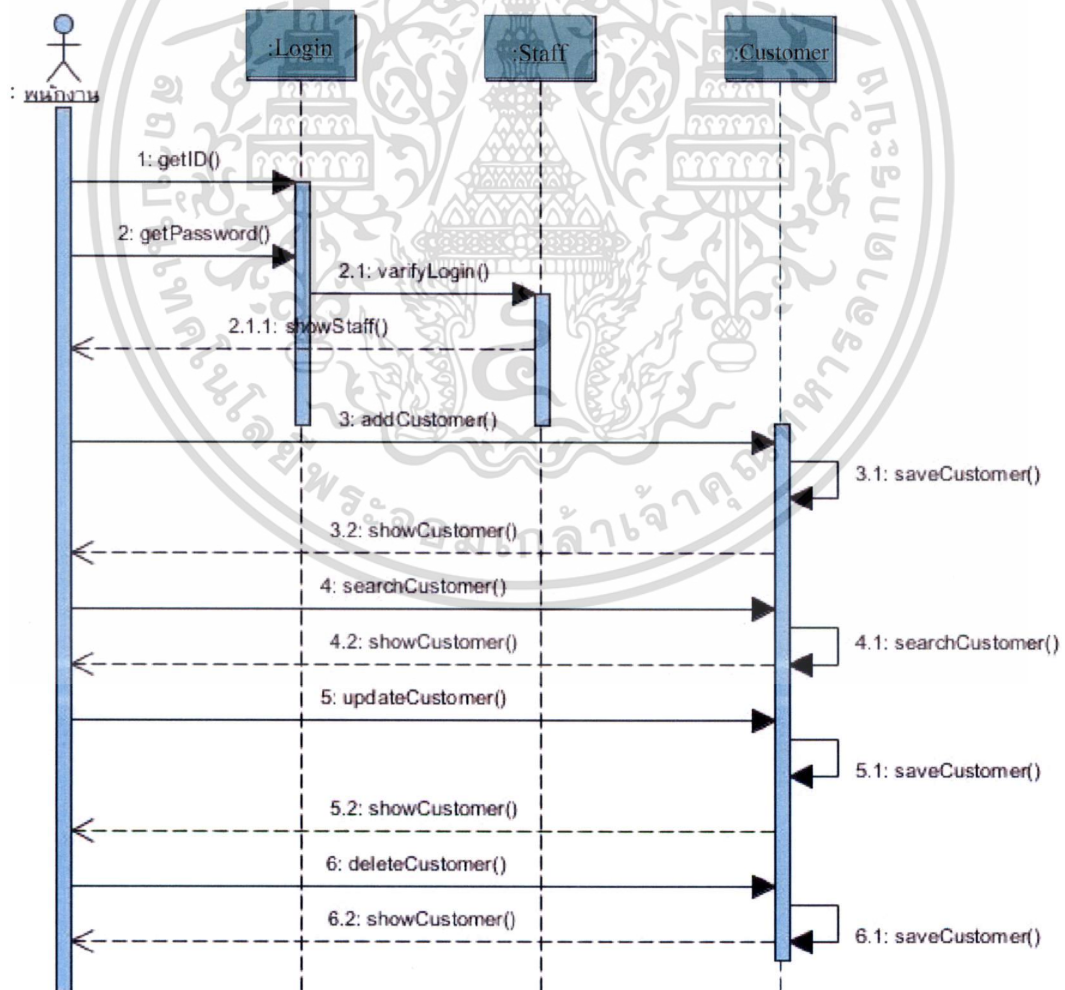 :Login
:Staff
:Customer
: พนักงาน
1: getID()
2: getPassword()
2.1: varifyLogin()
2.1.1: showStaff()
3: addCustomer()
3.1: saveCustomer()
3.2: showCustomer()
4: searchCustomer()
4.2: showCustomer()
4.1: searchCustomer()
5: updateCustomer()
5.1: saveCustomer()
5.2: showCustomer()
6: deleteCustomer()
6.2: showCustomer()
6.1: saveCustomer()